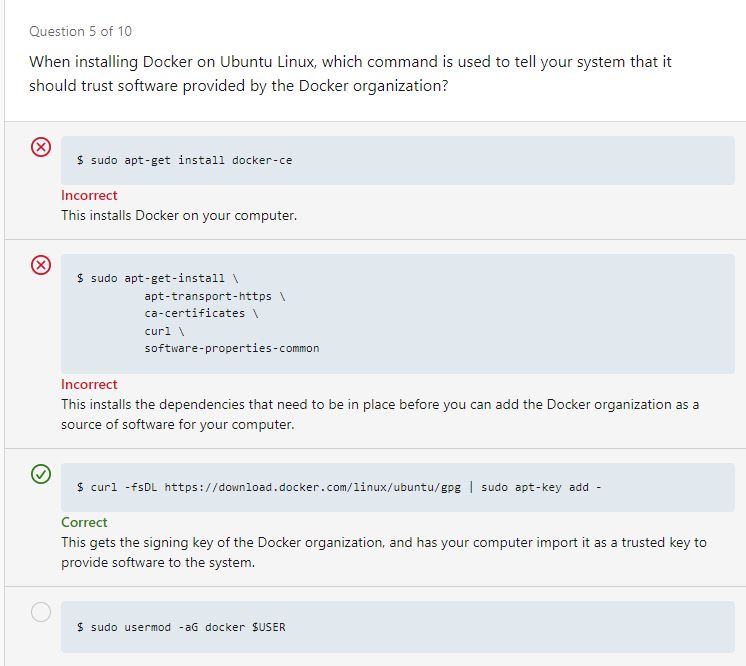 Question 5 of 10
When installing Docker on Ubuntu Linux, which command is used to tell your system that it
should trust software provided by the Docker organization?
$ sudo apt-get install docker-ce
Incorrect
This installs Docker on your computer.
$ sudo apt-get-install \
apt-transport-https \
ca-certificates \
curl \
software-properties-common
Incorrect
This installs the dependencies that need to be in place before you can add the Docker organization as a
source of software for your computer.
$ curl -fsDL https://download.docker.com/linux/ubuntu/gpg | sudo apt-key add -
Correct
This gets the signing key of the Docker organization, and has your computer import it as a trusted key to
provide software to the system.
$ sudo usermod -aG docker $USER